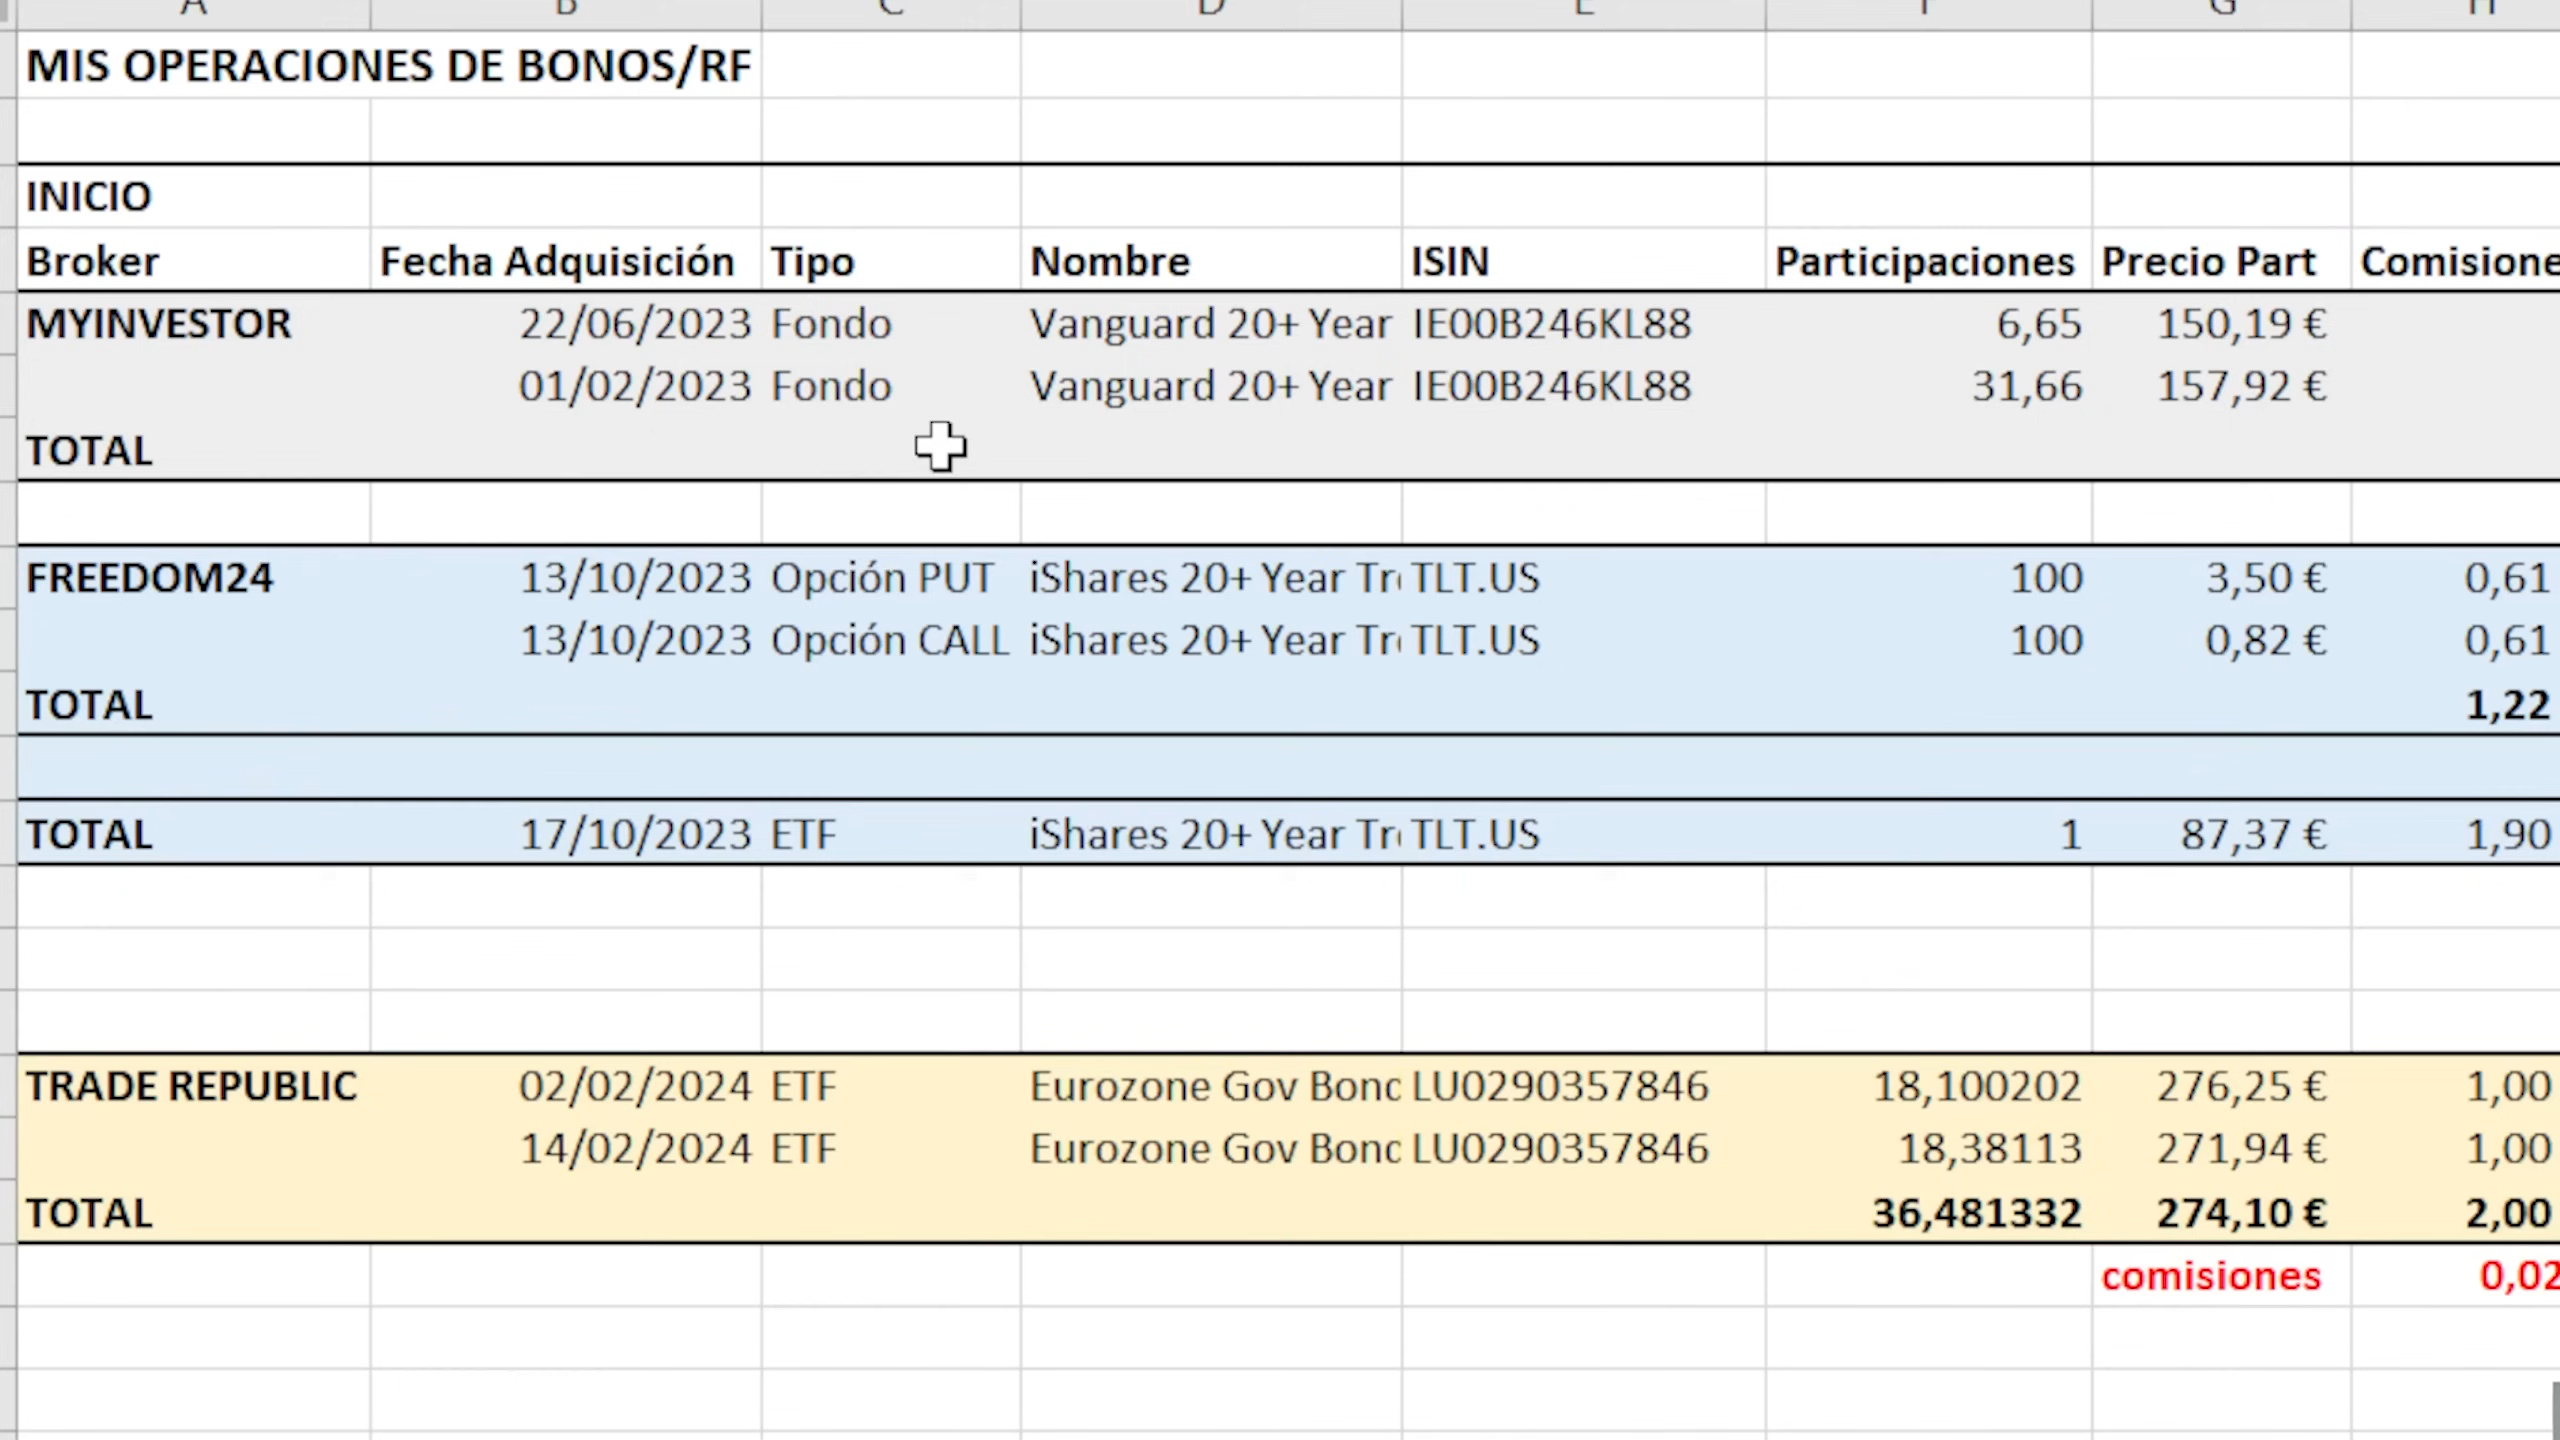 A B C D E F G H
MIS OPERACIONES DE BONOS/RF
INICIO
Broker Fecha Adquisición Tipo Nombre ISIN Participaciones Precio Part Comisione
MYINVESTOR 22/06/2023 Fondo Vanguard 20+ Year IE00B246KL88 6,65 150,19 €
01/02/2023 Fondo Vanguard 20+ Year IE00B246KL88 31,66 157,92 €
TOTAL
FREEDOM24 13/10/2023 Opción PUT iShares 20+ Year Tr TLT.US 100 3,50 € 0,61
13/10/2023 Opción CALL iShares 20+ Year Tr TLT.US 100 0,82 € 0,61
TOTAL 1,22
TOTAL 17/10/2023 ETF iShares 20+ Year Tr TLT.US 1 87,37 € 1,90
TRADE REPUBLIC 02/02/2024 ETF Eurozone Gov Bond LU0290357846 18,100202 276,25 € 1,00
14/02/2024 ETF Eurozone Gov Bond LU0290357846 18,38113 271,94 € 1,00
TOTAL 36,481332 274,10 € 2,00
comisiones 0,02